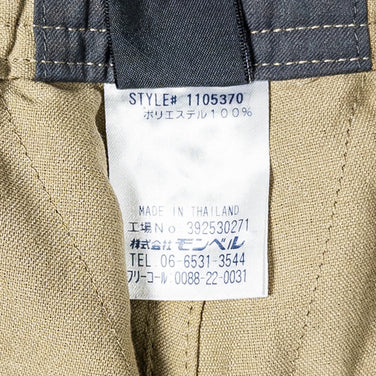 STYLE# 1105370
ポリエステル100%
MADE IN THAILAND
工場No. 392530271
株式会社 モンベル
TEL. 06-6531-3544
フリーコール:0088-22-0031